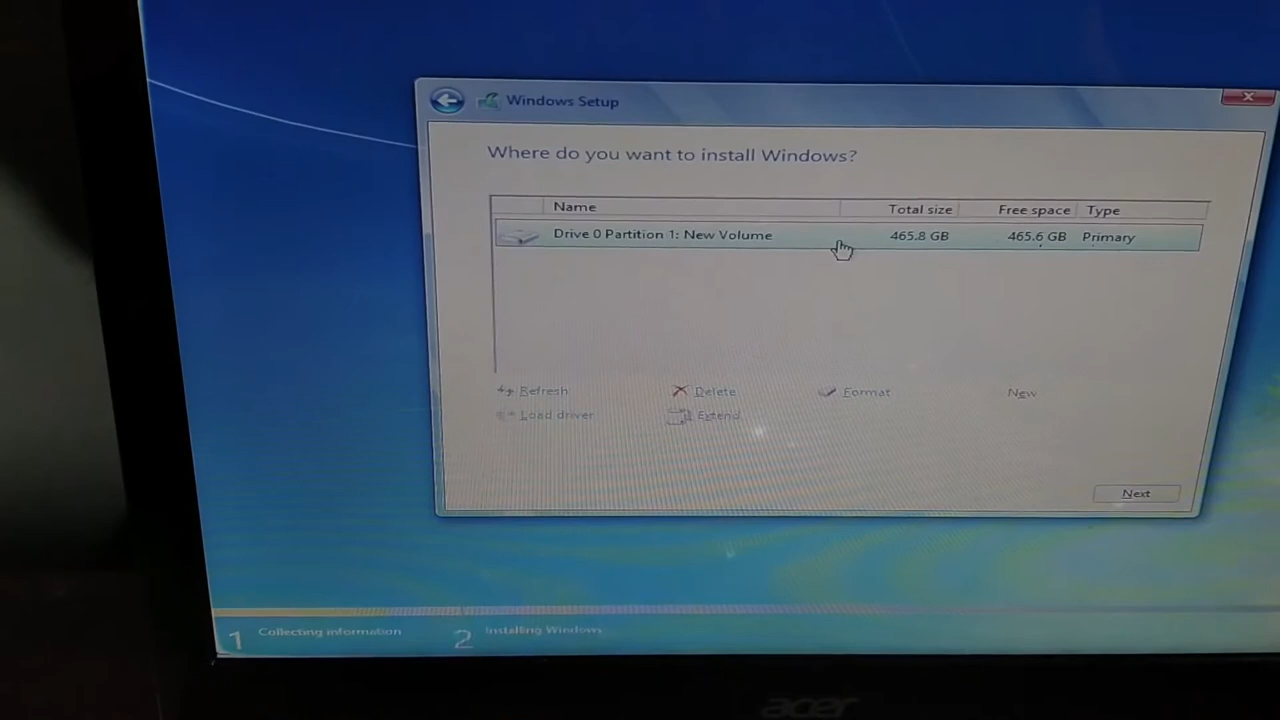 Windows Setup
Where do you want to install Windows?
Name Total size Free space Type
Drive 0 Partition 1: New Volume 465.8 GB 465.6 GB Primary
Refresh Delete Format New
Load driver Extend
Next
1 Collecting information 2 Installing Windows
acer